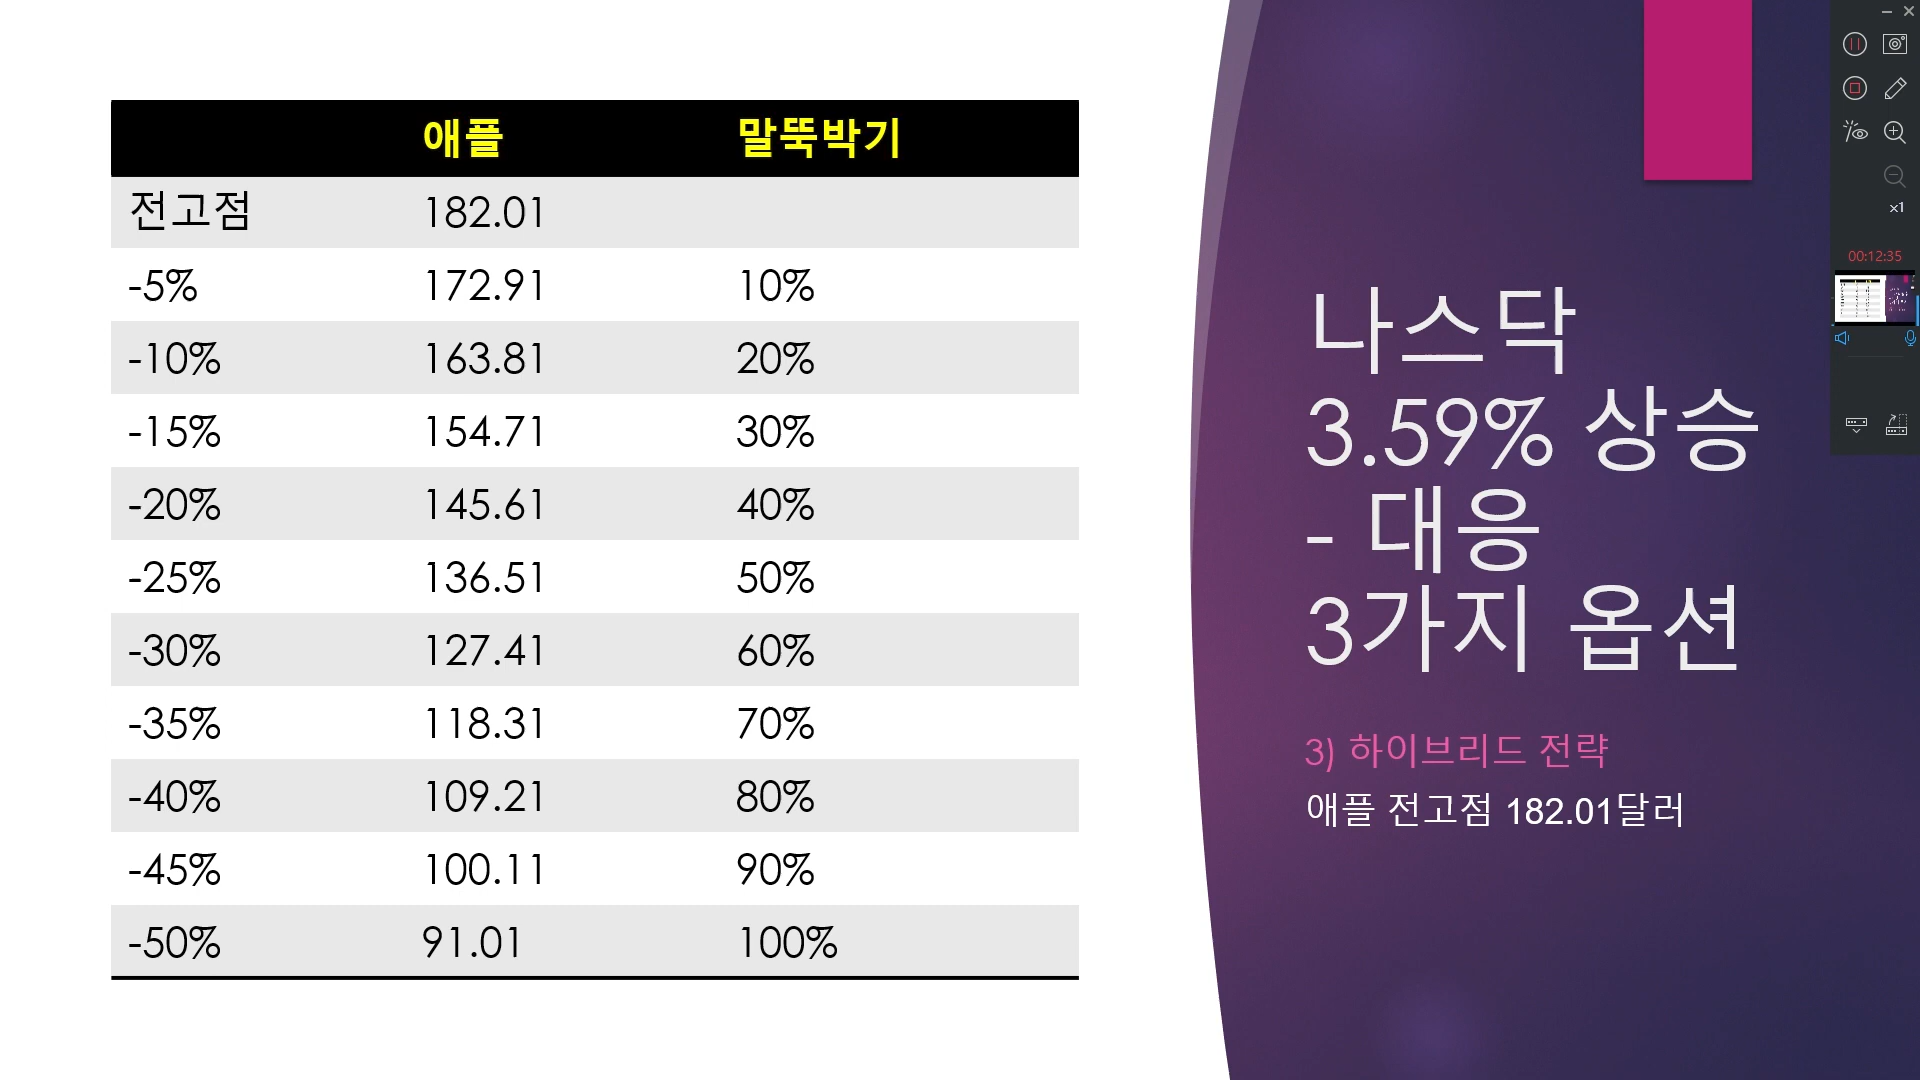 애플 말뚝박기
전고점 182.01
-5% 172.91 10%
-10% 163.81 20%
-15% 154.71 30%
-20% 145.61 40%
-25% 136.51 50%
-30% 127.41 60%
-35% 118.31 70%
-40% 109.21 80%
-45% 100.11 90%
-50% 91.01 100%
나스닥
3.59% 상승
- 대응
3가지 옵션
3) 하이브리드 전략
애플 전고점 182.01달러
x1
00:12:35